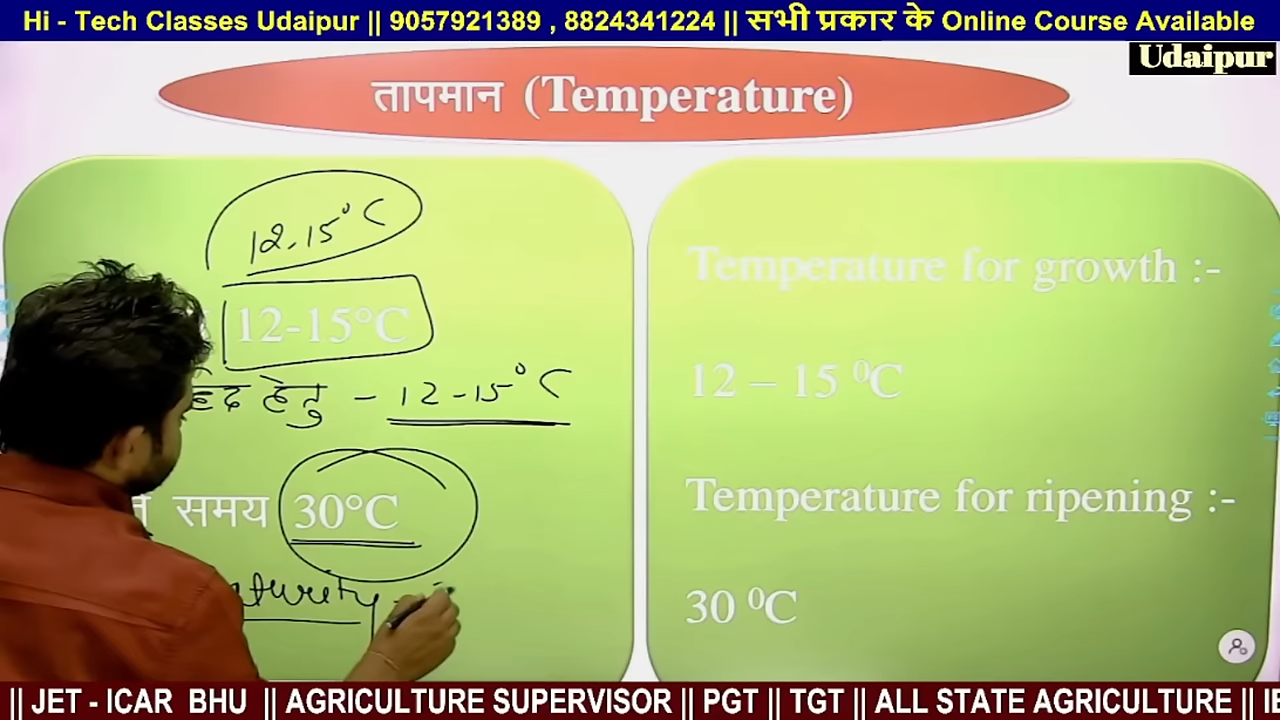 Hi - Tech Classes Udaipur || 9057921389 , 8824341224 || सभी प्रकार के Online Course Available
Udaipur
तापमान (Temperature)
12-15°C
12-15°C
हेतु - 12-15°C
समय 30°C
Temperature for growth :-
12 – 15 ⁰C
Temperature for ripening :-
30 ⁰C
|| JET - ICAR BHU || AGRICULTURE SUPERVISOR || PGT || TGT || ALL STATE AGRICULTURE ||